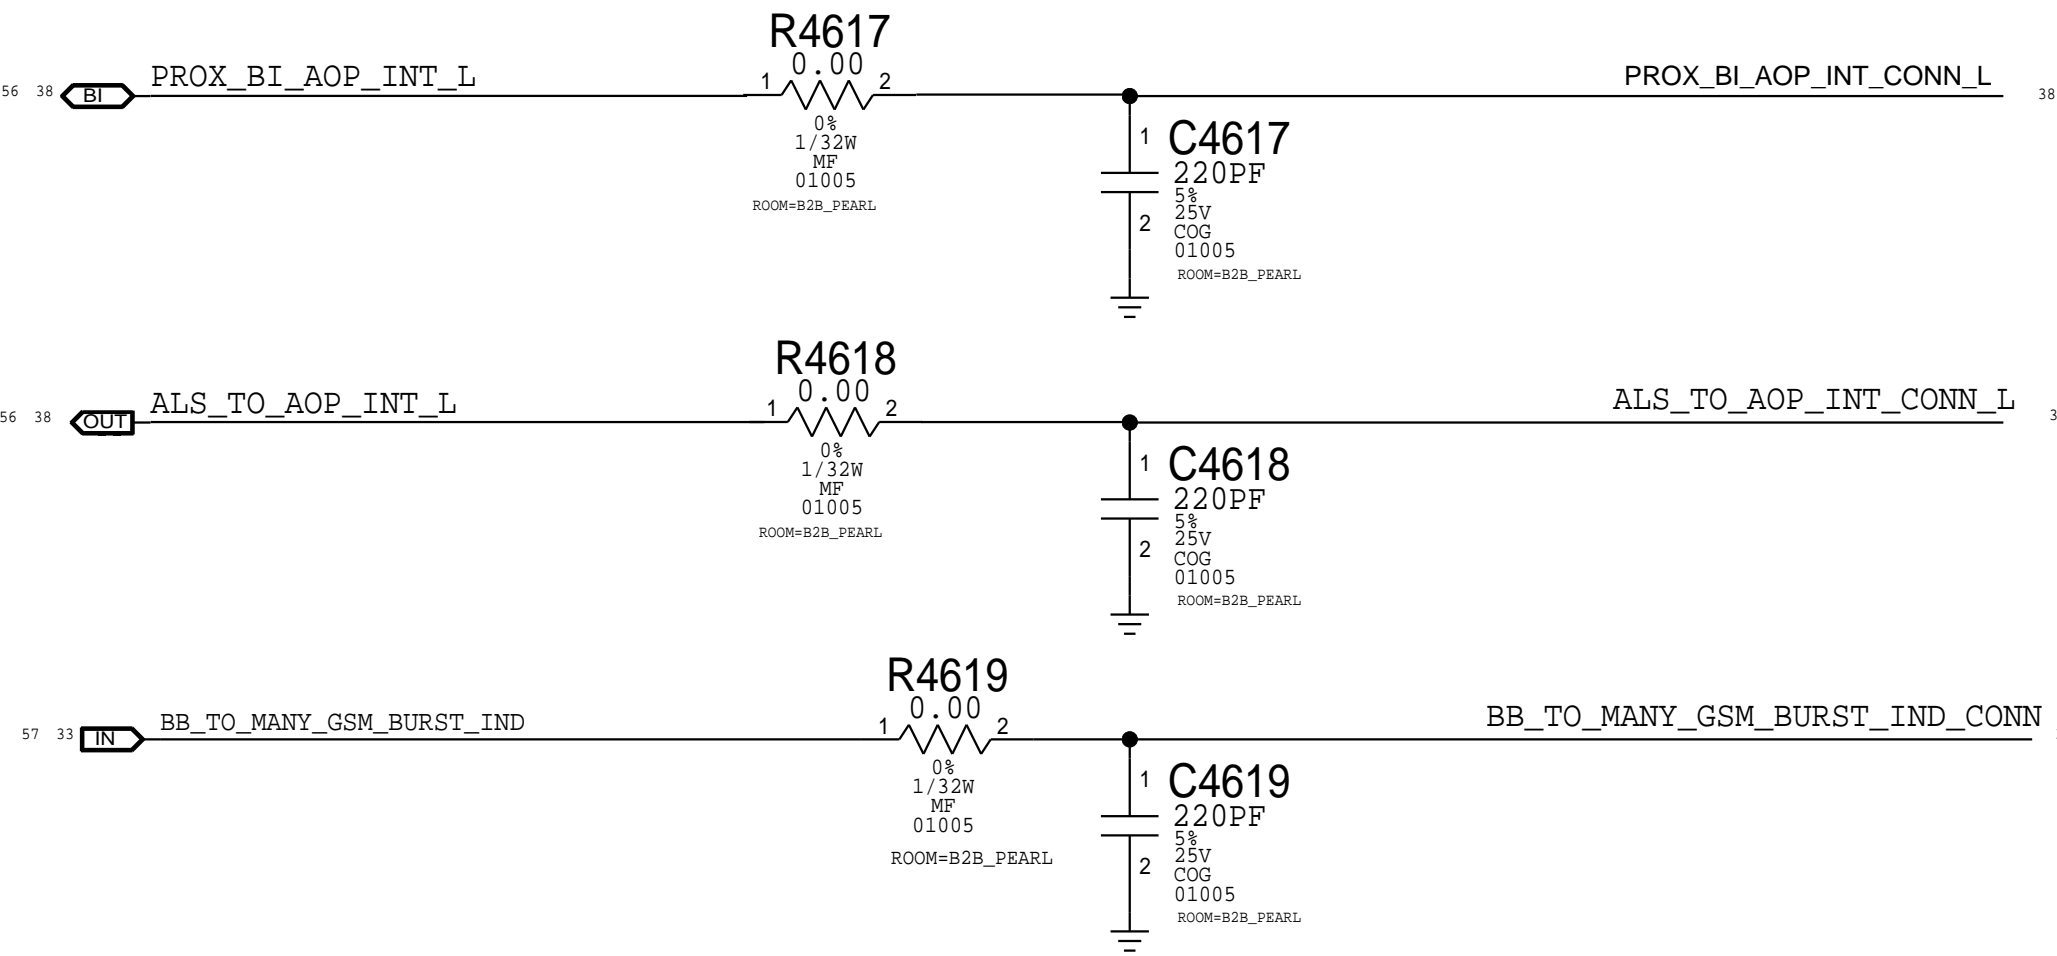 R4617
0.00
56 38 BI PROX_BI_AOP_INT_L 1 2 PROX_BI_AOP_INT_CONN_L 38
0%
1/32W
MF
01005
ROOM=B2B_PEARL
1 C4617
220PF
5%
25V
2 COG
01005
ROOM=B2B_PEARL
R4618
0.00
56 38 OUT ALS_TO_AOP_INT_L 1 2 ALS_TO_AOP_INT_CONN_L 3
0%
1/32W
MF
01005
ROOM=B2B_PEARL
1 C4618
220PF
5%
25V
2 COG
01005
ROOM=B2B_PEARL
R4619
0.00
57 33 IN BB_TO_MANY_GSM_BURST_IND 1 2 BB_TO_MANY_GSM_BURST_IND_CONN
0%
1/32W
MF
01005
ROOM=B2B_PEARL
1 C4619
220PF
5%
25V
2 COG
01005
ROOM=B2B_PEARL